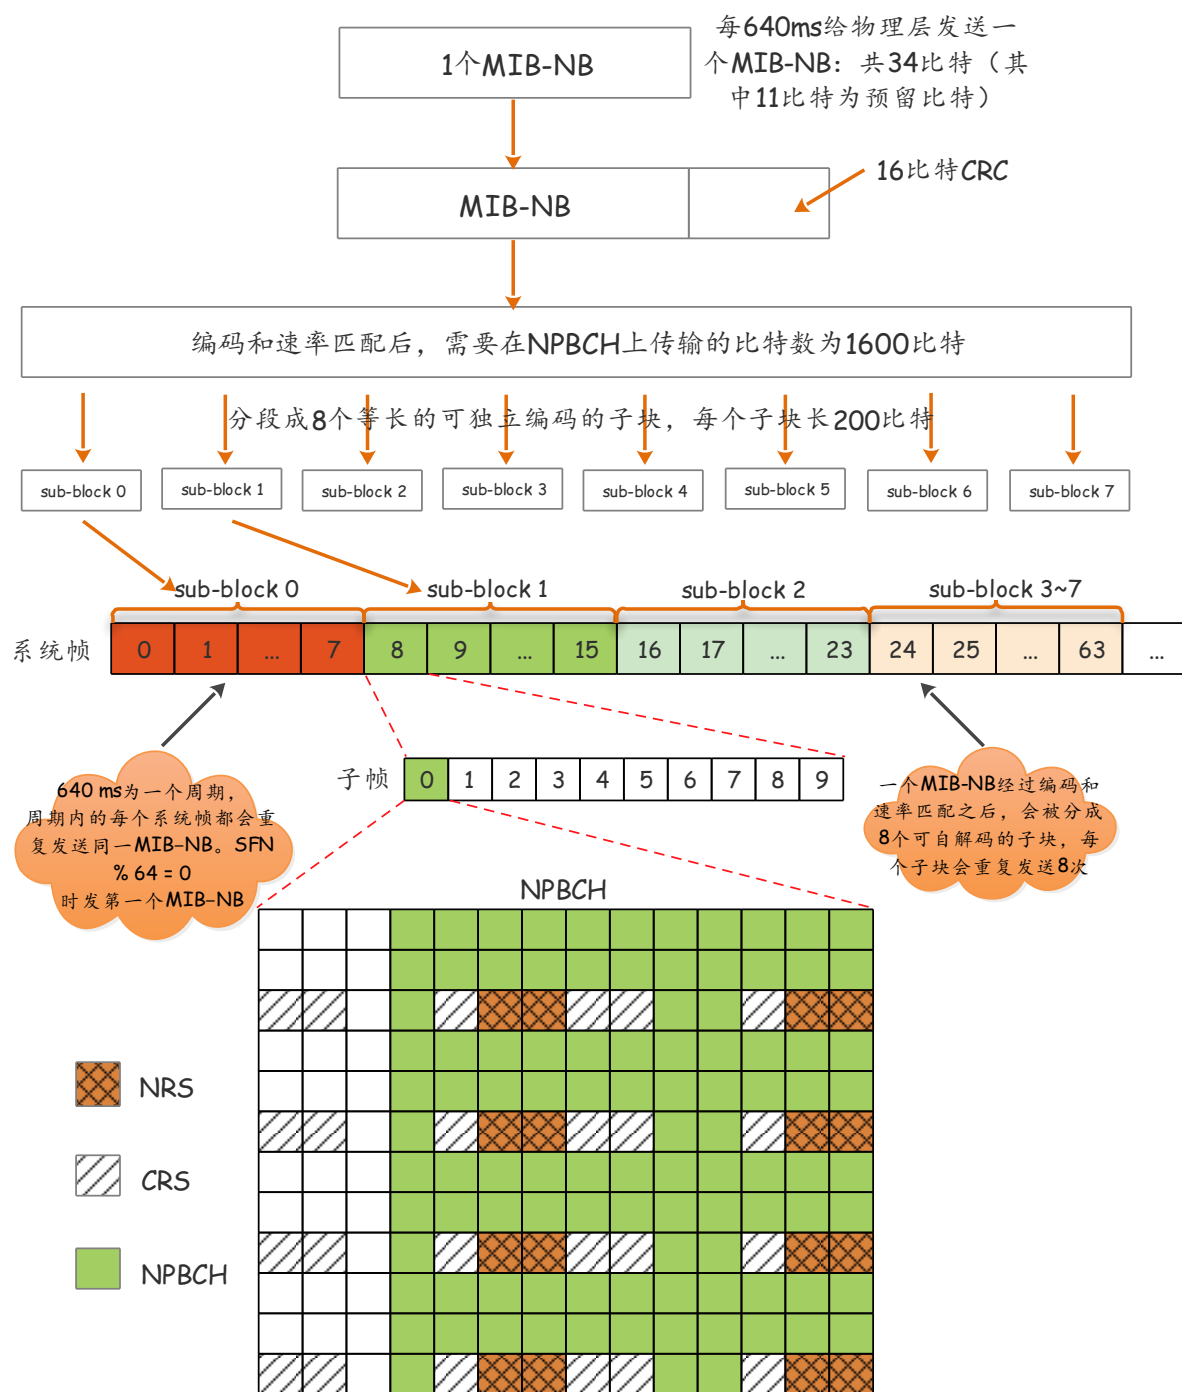 1个MIB-NB
每640ms给物理层发送一
个MIB-NB：共34比特（其
中11比特为预留比特）
MIB-NB
16比特CRC
编码和速率匹配后，需要在NPBCH上传输的比特数为1600比特
分段成8个等长的可独立编码的子块，每个子块长200比特
sub-block 0
sub-block 1
sub-block 2
sub-block 3
sub-block 4
sub-block 5
sub-block 6
sub-block 7
sub-block 0
sub-block 1
sub-block 2
sub-block 3~7
系统帧 0 1 ... 7 8 9 ... 15 16 17 ... 23 24 25 ... 63 ...
子帧 0 1 2 3 4 5 6 7 8 9
640 ms为一个周期，
周期内的每个系统帧都会重
复发送同一MIB-NB。SFN
% 64 = 0
时发第一个MIB-NB
一个MIB-NB经过编码和
速率匹配之后，会被分成
8个可自解码的子块，每
个子块会重复发送8次
NPBCH
NRS
CRS
NPBCH